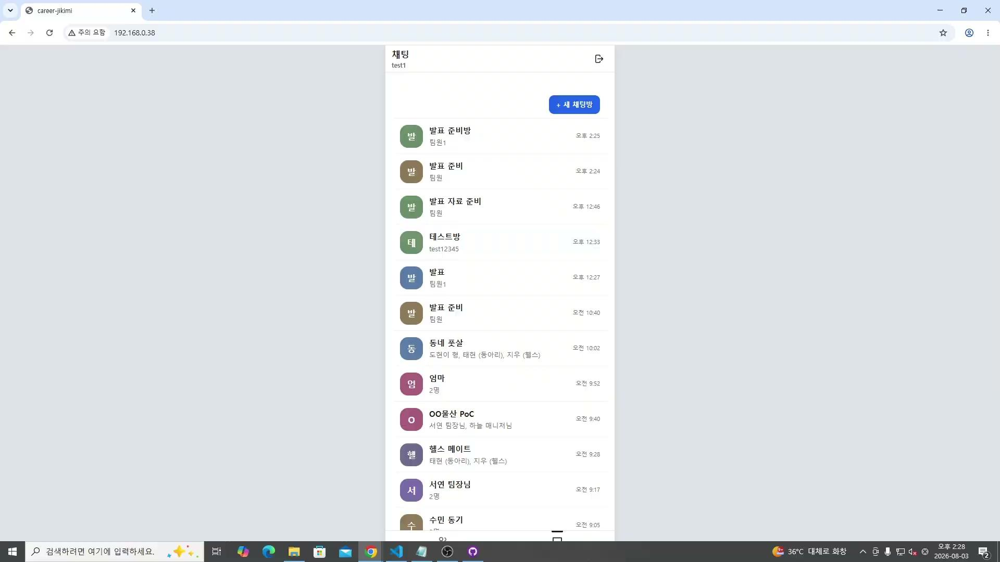 career-jikimi
주의 요함
192.168.0.38
채팅
test1
+ 새 채팅방
발
발표 준비방
팀원1
오후 2:25
발
발표 준비
팀원
오후 2:24
발
발표 자료 준비
팀원
오후 12:46
테
테스트방
test12345
오후 12:33
발
발표
팀원1
오후 12:27
발
발표 준비
팀원
오전 10:40
동
동네 풋살
도현이 형, 태현 (동아리), 지우 (헬스)
오전 10:02
엄
엄마
2명
오전 9:52
O
OO물산 PoC
서연 팀장님, 하늘 매니저님
오전 9:40
헬
헬스 메이트
태현 (동아리), 지우 (헬스)
오전 9:28
서
서연 팀장님
2명
오전 9:17
수
수민 동기
오전 9:05
검색하려면 여기에 입력하세요.
9+
36°C 대체로 화창
오후 2:28
2026-08-03
2